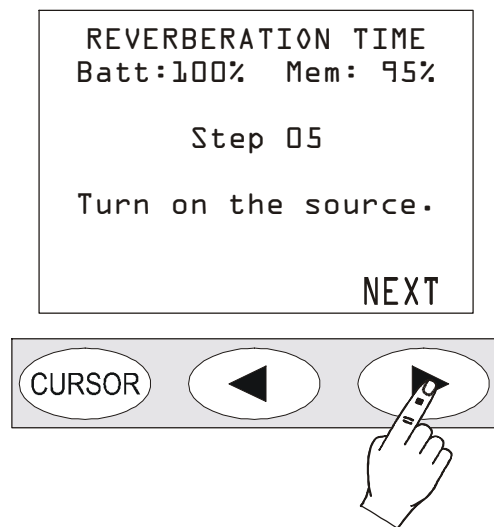 REVERBERATION TIME
Batt:100% Mem: 95%
Step 05
Turn on the source.
NEXT
CURSOR